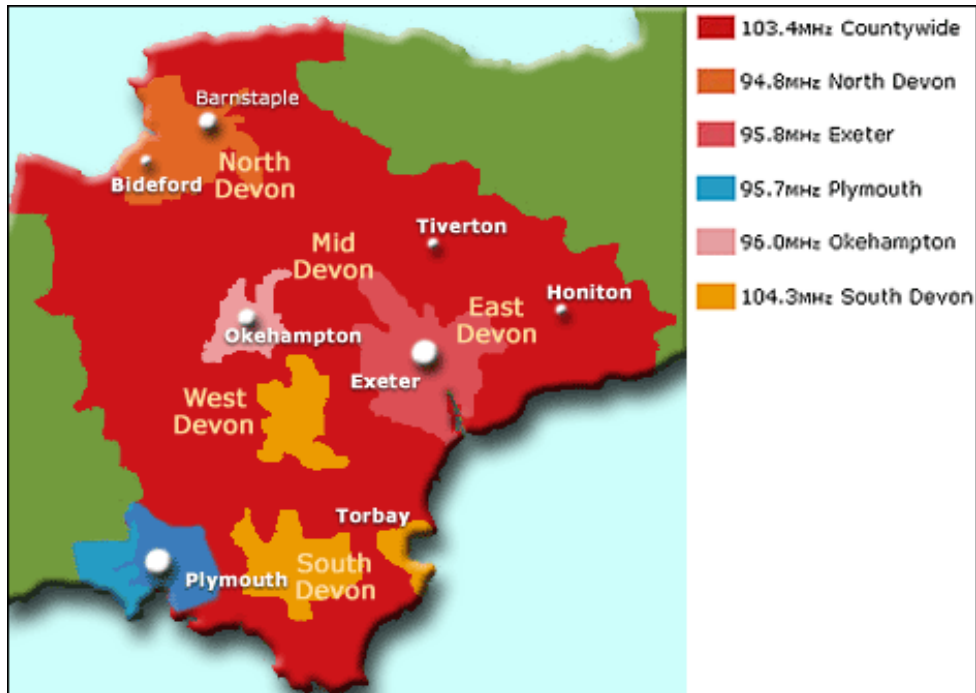 Barnstaple
Bideford
North
Devon
Tiverton
Mid
Devon
Honiton
East
Devon
Okehampton
Exeter
West
Devon
Torbay
South
Devon
Plymouth
103.4MHz Countywide
94.8MHz North Devon
95.8MHz Exeter
95.7MHz Plymouth
96.0MHz Okehampton
104.3MHz South Devon